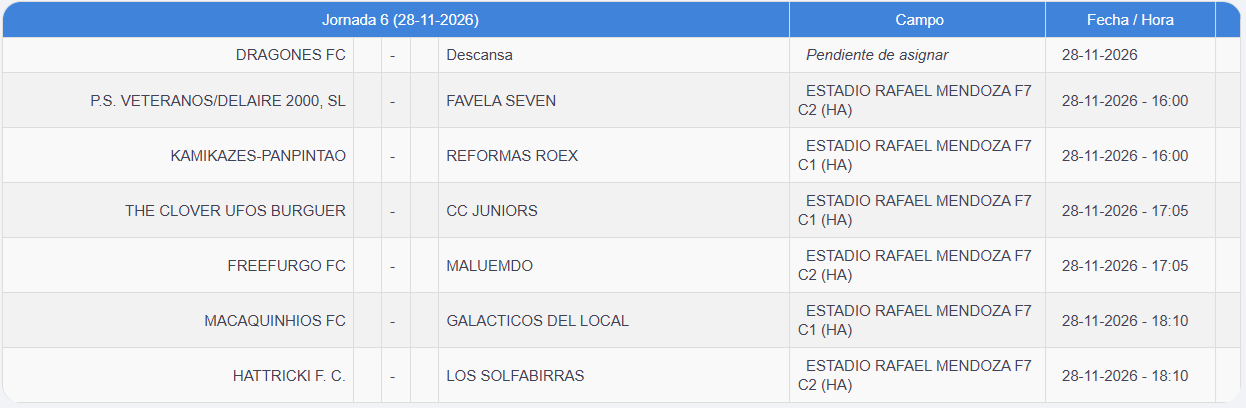 Jornada 6 (28-11-2026) Campo Fecha / Hora
DRAGONES FC - Descansa Pendiente de asignar 28-11-2026
P.S. VETERANOS/DELAIRE 2000, SL - FAVELA SEVEN ESTADIO RAFAEL MENDOZA F7 C2 (HA) 28-11-2026 - 16:00
KAMIKAZES-PANPINTAO - REFORMAS ROEX ESTADIO RAFAEL MENDOZA F7 C1 (HA) 28-11-2026 - 16:00
THE CLOVER UFOS BURGUER - CC JUNIORS ESTADIO RAFAEL MENDOZA F7 C1 (HA) 28-11-2026 - 17:05
FREEFURGO FC - MALUEMDO ESTADIO RAFAEL MENDOZA F7 C2 (HA) 28-11-2026 - 17:05
MACAQUINHIOS FC - GALACTICOS DEL LOCAL ESTADIO RAFAEL MENDOZA F7 C1 (HA) 28-11-2026 - 18:10
HATTRICKI F. C. - LOS SOLFABIRRAS ESTADIO RAFAEL MENDOZA F7 C2 (HA) 28-11-2026 - 18:10